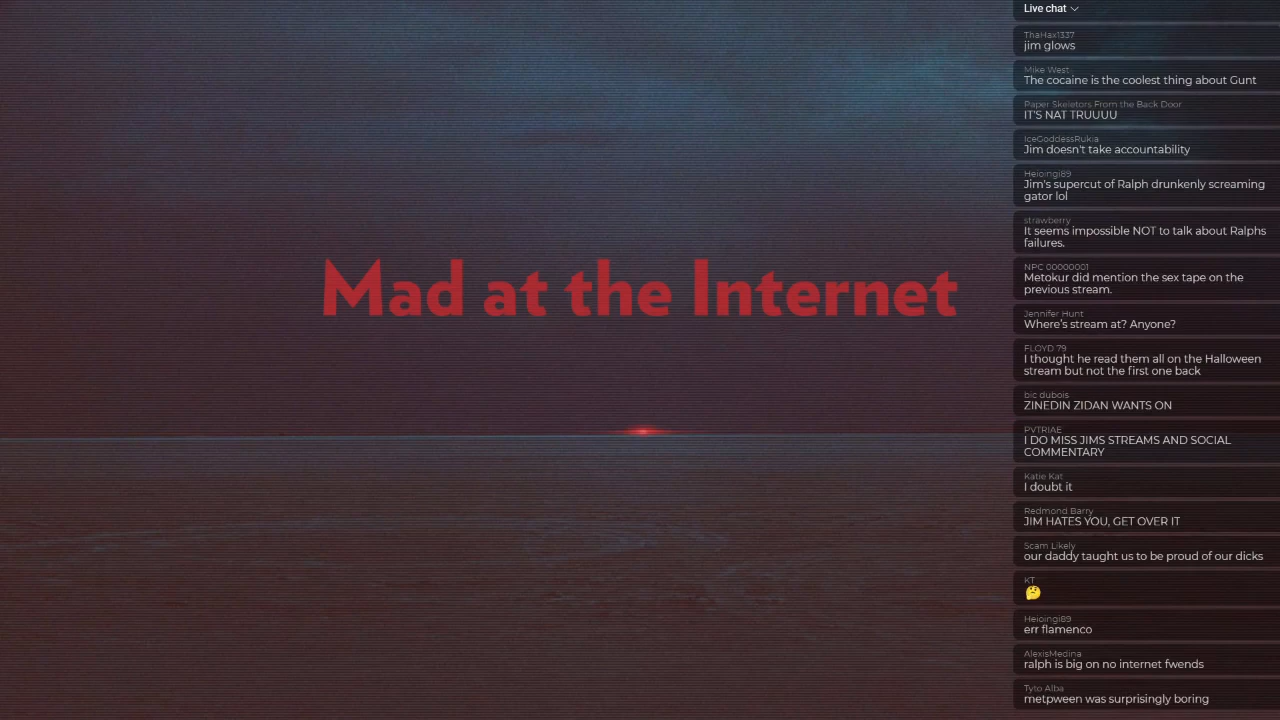 Live chat
ThaHax1337
jim glows
Mike West
The cocaine is the coolest thing about Gunt
Paper Skeletors From the Back Door
IT'S NAT TRUUUU
IceGoddessRukia
Jim doesn't take accountability
Heioingi89
Jim's supercut of Ralph drunkenly screaming
gator lol
strawberry
It seems impossible NOT to talk about Ralphs
failures.
Mad at the Internet
NPC 00000001
Metokur did mention the sex tape on the
previous stream.
Jennifer Hunt
Where's stream at? Anyone?
FLOYD 79
I thought he read them all on the Halloween
stream but not the first one back
bic dubois
ZINEDIN ZIDAN WANTS ON
PVTRIAE
I DO MISS JIMS STREAMS AND SOCIAL
COMMENTARY
Katie Kat
I doubt it
Redmond Barry
JIM HATES YOU, GET OVER IT
Scam Likely
our daddy taught us to be proud of our dicks
KT
🤔
Heioingi89
err flamenco
AlexisMedina
ralph is big on no internet fwends
Tyto Alba
metpween was surprisingly boring